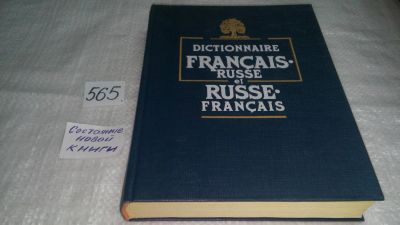 DICTIONNAIRE
FRANÇAIS•
RUSSE et
RUSSE•
FRANÇAIS
565
Состояние
новой
книги